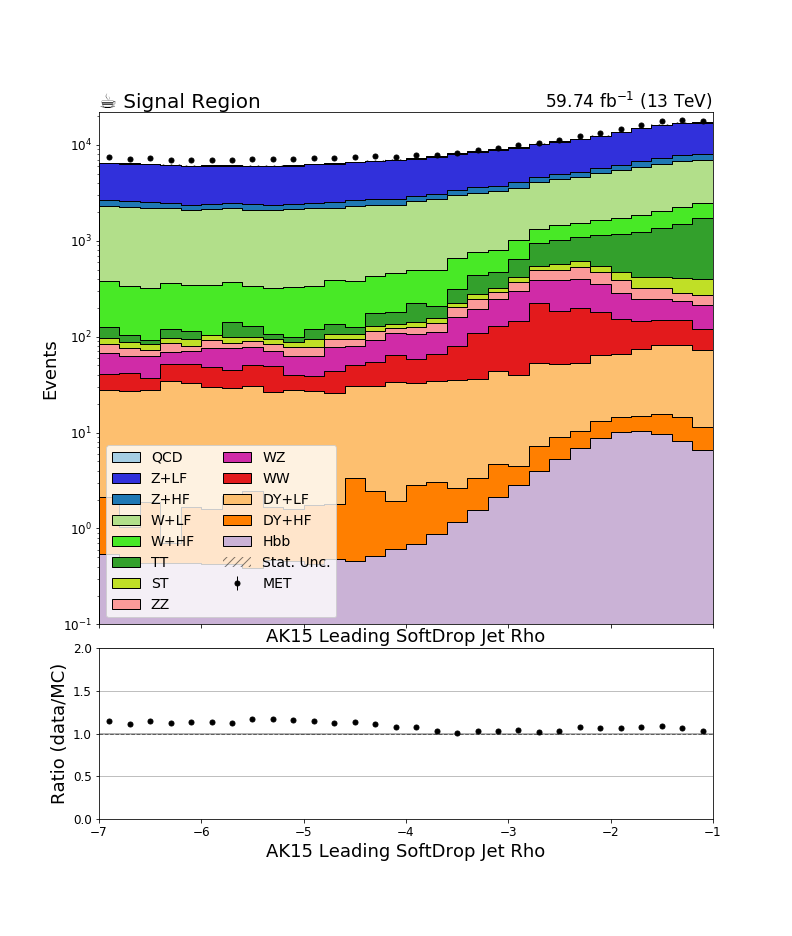 ☕ Signal Region
59.74 fb⁻¹ (13 TeV)
Events
10⁴
10³
10²
10¹
10⁰
10⁻¹
QCD
Z+LF
Z+HF
W+LF
W+HF
TT
ST
ZZ
WZ
WW
DY+LF
DY+HF
Hbb
Stat. Unc.
MET
AK15 Leading SoftDrop Jet Rho
Ratio (data/MC)
2.0
1.5
1.0
0.5
0.0
−7 −6 −5 −4 −3 −2 −1
AK15 Leading SoftDrop Jet Rho